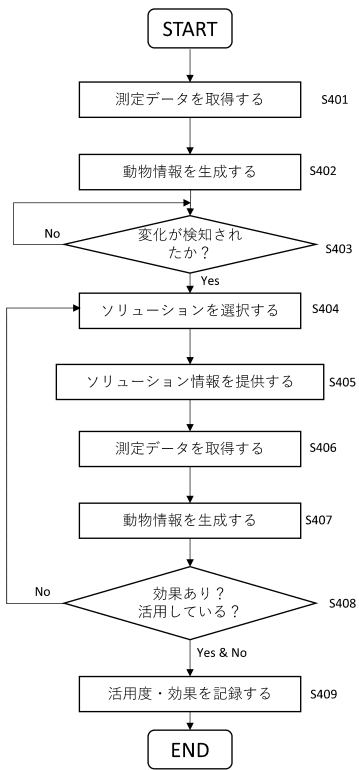 START
測定データを取得する S401
動物情報を生成する S402
変化が検知され
たか？ S403
No
Yes
ソリューションを選択する S404
ソリューション情報を提供する S405
測定データを取得する S406
動物情報を生成する S407
効果あり？
活用している？ S408
No
Yes & No
活用度・効果を記録する S409
END